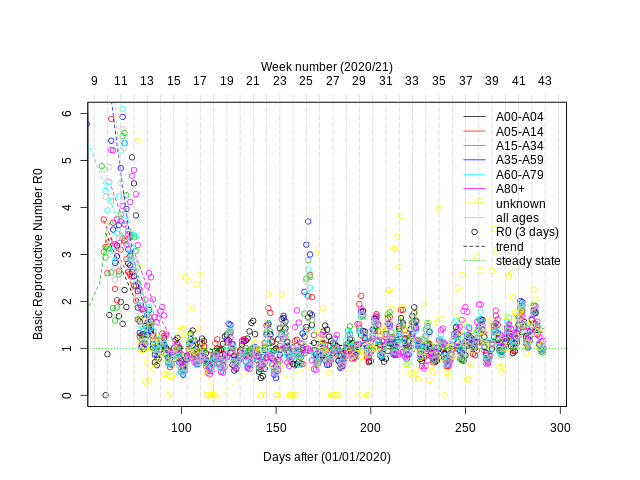 Week number (2020/21)
9 11 13 15 17 19 21 23 25 27 29 31 33 35 37 39 41 43
Basic Reproductive Number R0
6
5
4
3
2
1
0
A00-A04
A05-A14
A15-A34
A35-A59
A60-A79
A80+
unknown
all ages
R0 (3 days)
trend
steady state
100 150 200 250 300
Days after (01/01/2020)